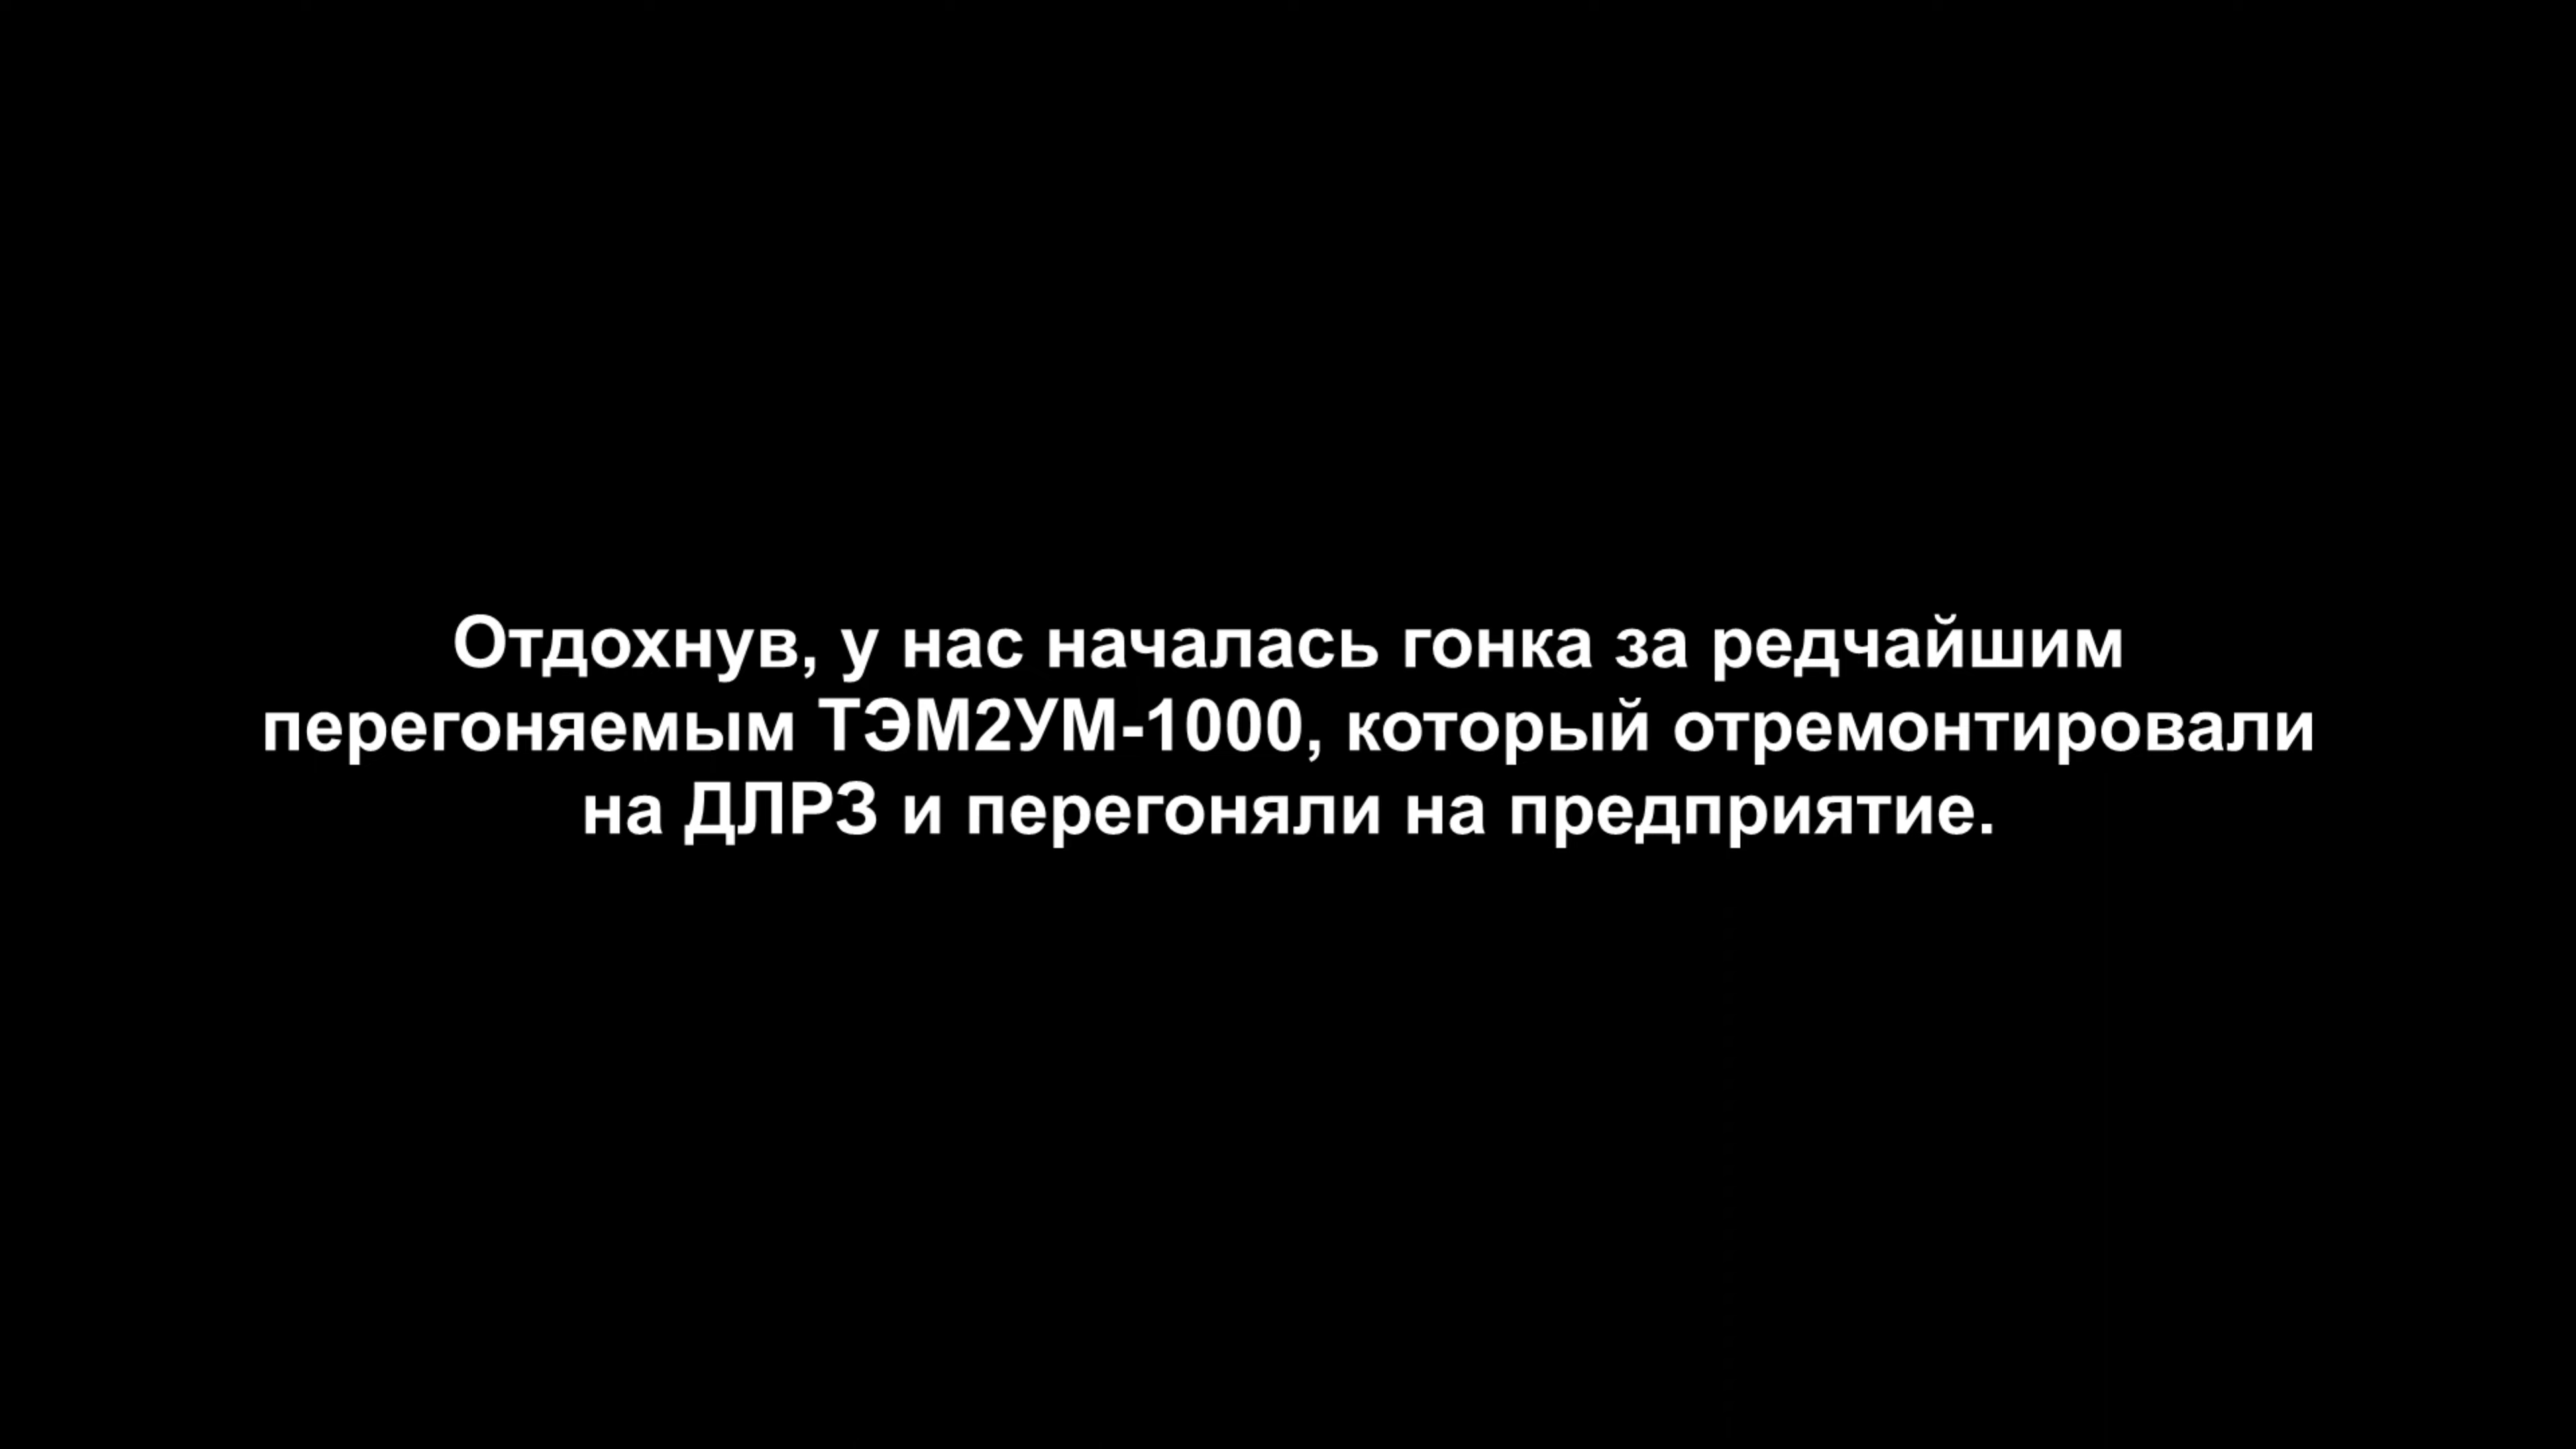 Отдохнув, у нас началась гонка за редчайшим
перегоняемым ТЭМ2УМ-1000, который отремонтировали
на ДЛРЗ и перегоняли на предприятие.